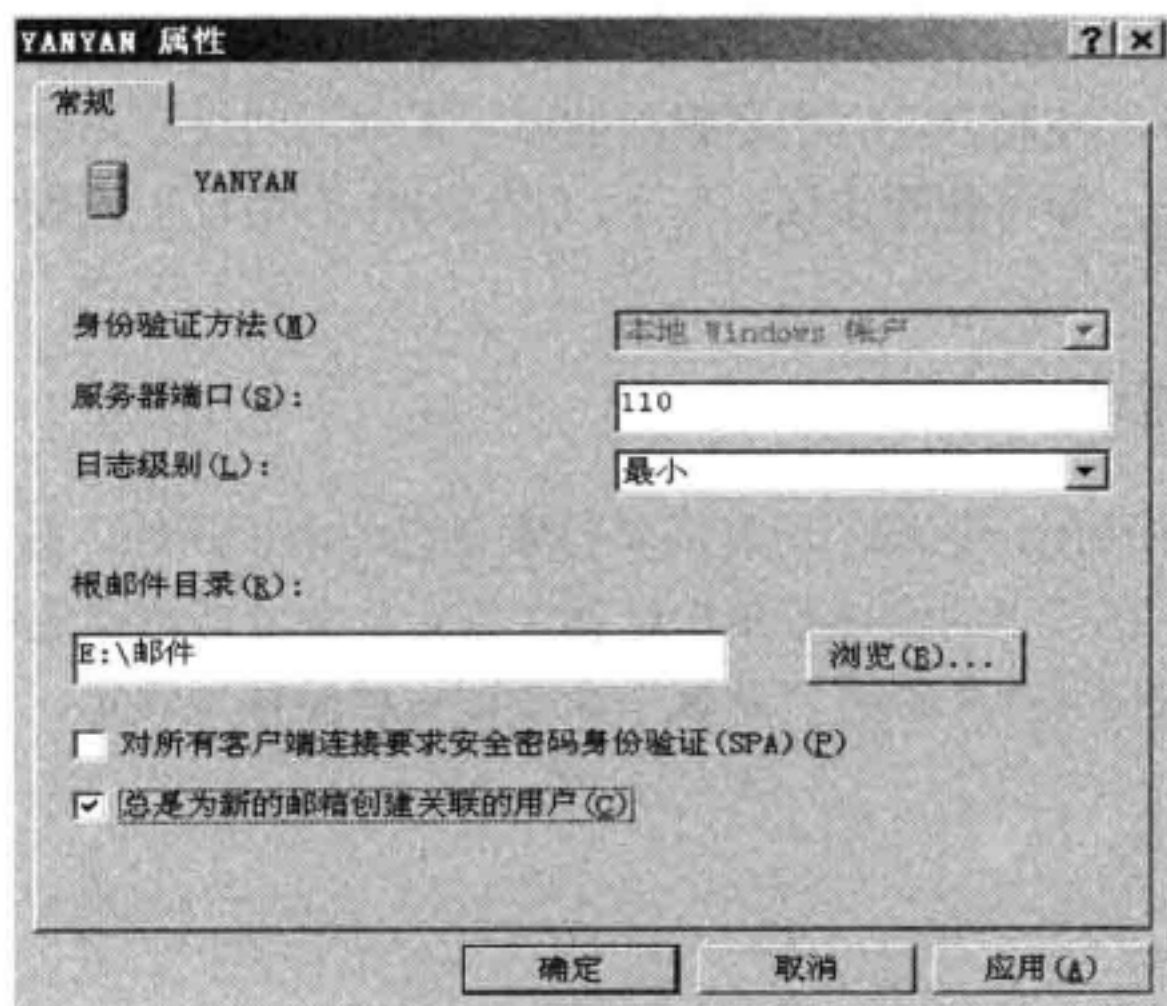 YANYAN 属性
常规
YANYAN
身份验证方法(M) 本地 Windows 帐户
服务器端口(S): 110
日志级别(L): 最小
根邮件目录(R):
E:\邮件 浏览(B)...
对所有客户端连接要求安全密码身份验证(SPA)(P)
总是为新的邮箱创建关联的用户(C)
确定 取消 应用(A)